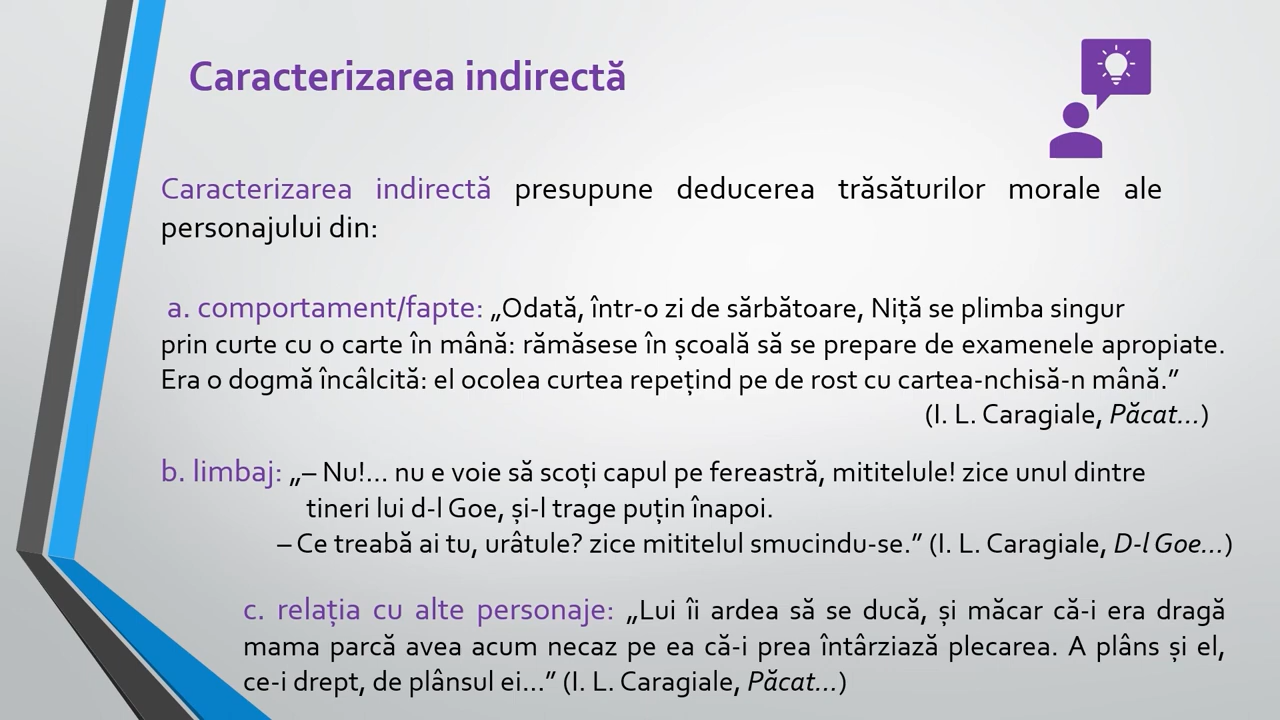 Caracterizarea indirectă
Caracterizarea indirectă presupune deducerea trăsăturilor morale ale
personajului din:
a. comportament/fapte: „Odată, într-o zi de sărbătoare, Niță se plimba singur
prin curte cu o carte în mână: rămăsese în școală să se prepare de examenele apropiate.
Era o dogmă încâlcită: el ocolea curtea repețind pe de rost cu cartea-nchisă-n mână.”
(I. L. Caragiale, Păcat...)
b. limbaj: „– Nu!... nu e voie să scoți capul pe fereastră, mititelule! zice unul dintre
tineri lui d-l Goe, și-l trage puțin înapoi.
– Ce treabă ai tu, urâtule? zice mititelul smucindu-se.” (I. L. Caragiale, D-l Goe...)
c. relația cu alte personaje: „Lui îi ardea să se ducă, și măcar că-i era dragă
mama parcă avea acum necaz pe ea că-i prea întârziază plecarea. A plâns și el,
ce-i drept, de plânsul ei...” (I. L. Caragiale, Păcat...)